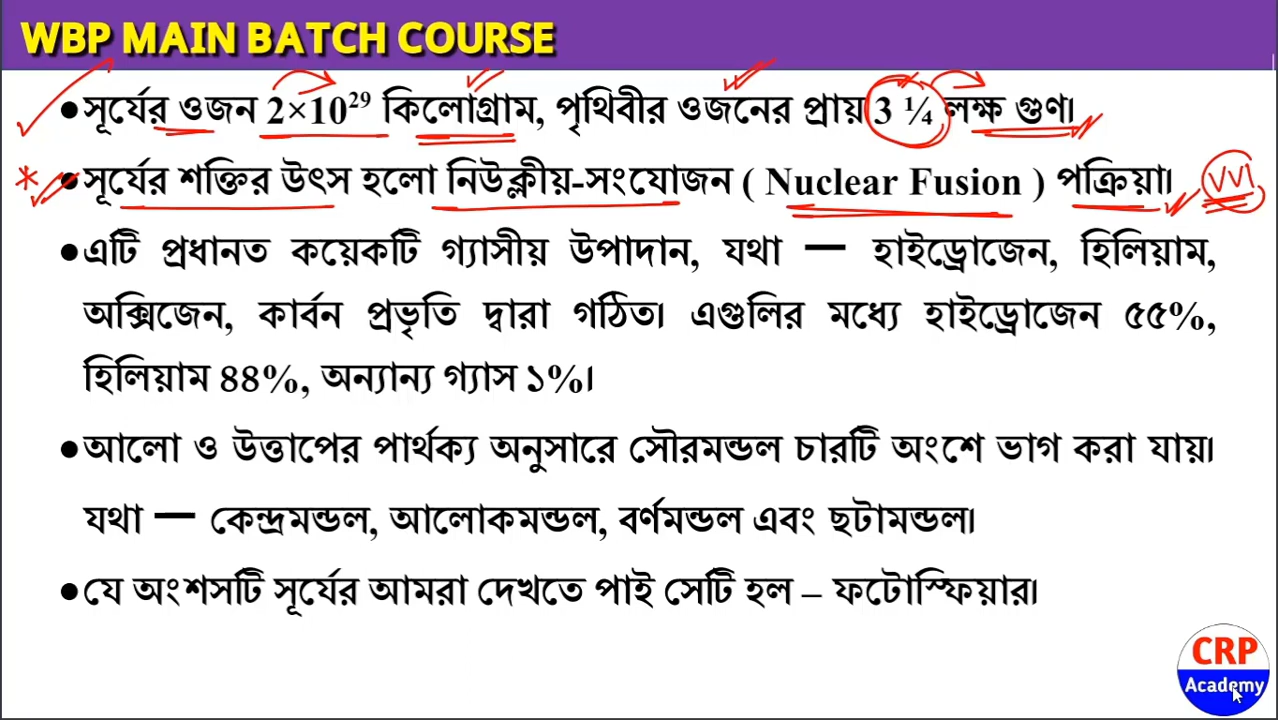 WBP MAIN BATCH COURSE
●সূর্যের ওজন 2×10²⁹ কিলোগ্রাম, পৃথিবীর ওজনের প্রায় 3 ¼ লক্ষ গুণ।
●সূর্যের শক্তির উৎস হলো নিউক্লীয়-সংযোজন ( Nuclear Fusion ) পক্রিয়া। VVI
●এটি প্রধানত কয়েকটি গ্যাসীয় উপাদান, যথা — হাইড্রোজেন, হিলিয়াম,
অক্সিজেন, কার্বন প্রভৃতি দ্বারা গঠিত। এগুলির মধ্যে হাইড্রোজেন ৫৫%,
হিলিয়াম 88%, অন্যান্য গ্যাস ১%।
●আলো ও উত্তাপের পার্থক্য অনুসারে সৌরমন্ডল চারটি অংশে ভাগ করা যায়।
যথা — কেন্দ্রমন্ডল, আলোকমন্ডল, বর্ণমন্ডল এবং ছটামন্ডল।
●যে অংশসটি সূর্যের আমরা দেখতে পাই সেটি হল – ফটোস্ফিয়ার।
CRP
Academy